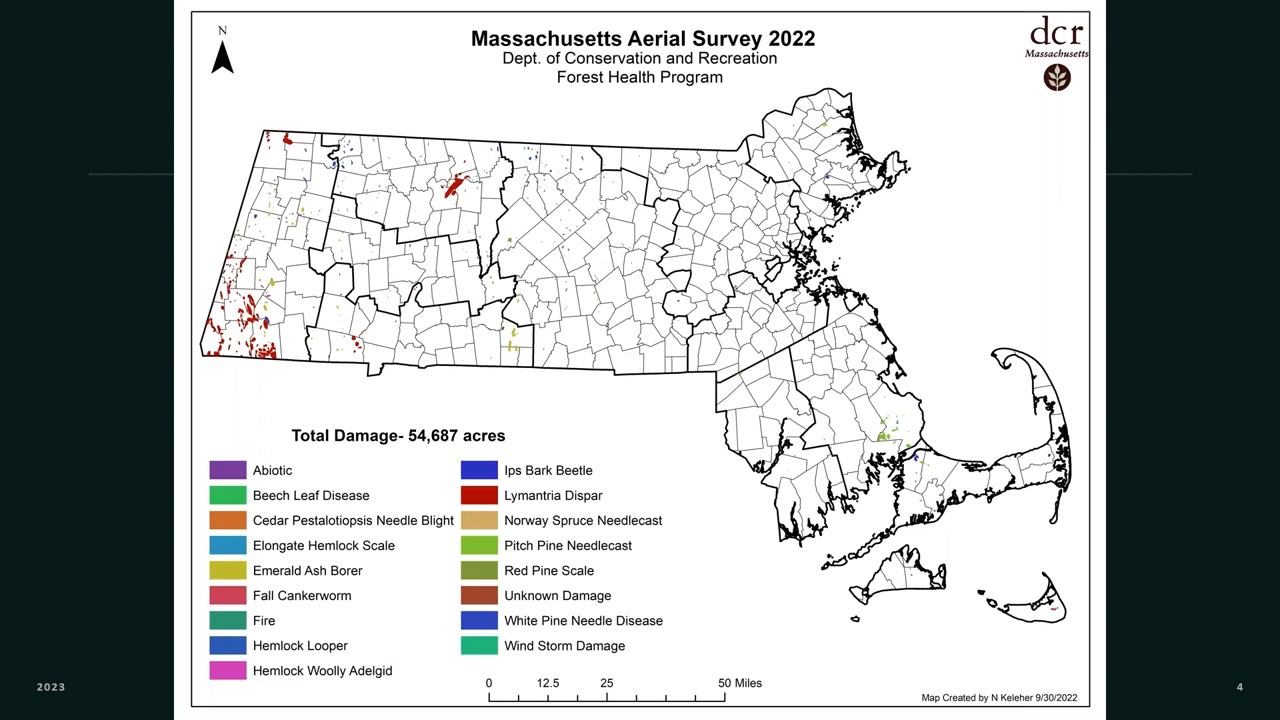 N
Massachusetts Aerial Survey 2022
Dept. of Conservation and Recreation
Forest Health Program
dcr
Massachusetts
Total Damage- 54,687 acres
Abiotic
Beech Leaf Disease
Cedar Pestalotiopsis Needle Blight
Elongate Hemlock Scale
Emerald Ash Borer
Fall Cankerworm
Fire
Hemlock Looper
Hemlock Woolly Adelgid
Ips Bark Beetle
Lymantria Dispar
Norway Spruce Needlecast
Pitch Pine Needlecast
Red Pine Scale
Unknown Damage
White Pine Needle Disease
Wind Storm Damage
0 12.5 25 50 Miles
Map Created by N Keleher 9/30/2022
2023
4